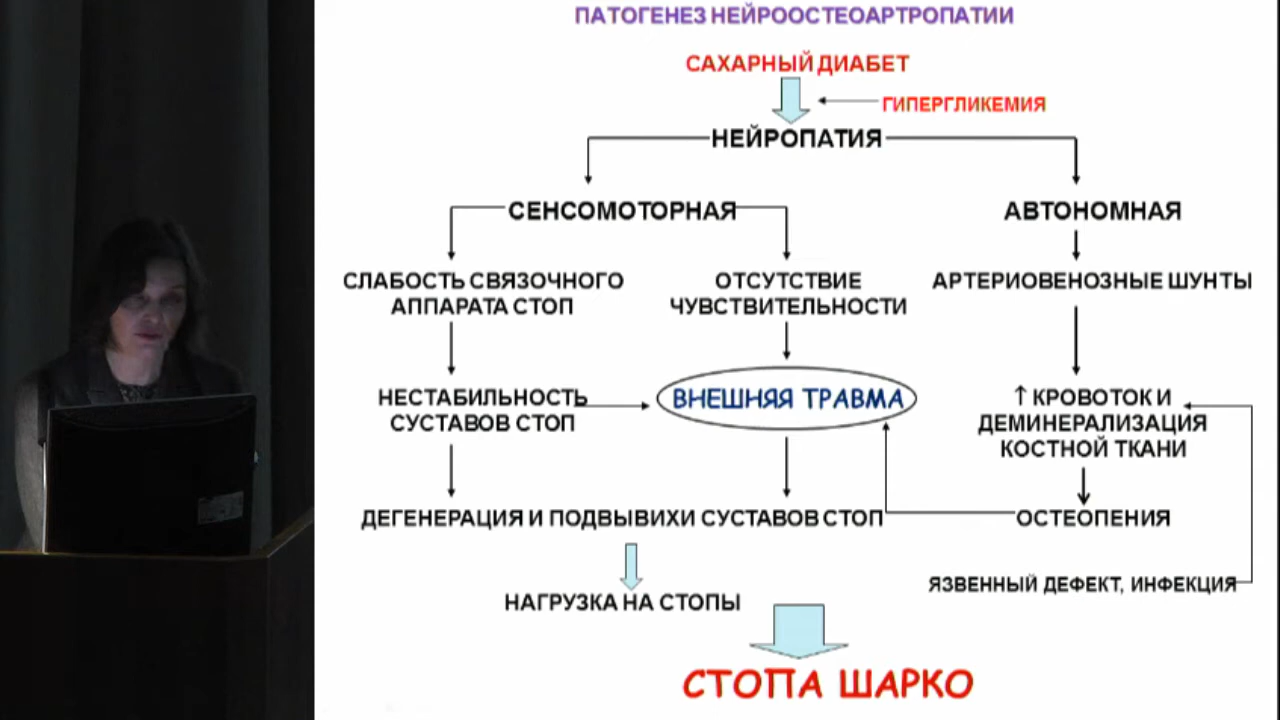 ПАТОГЕНЕЗ НЕЙРООСТЕОАРТРОПАТИИ
САХАРНЫЙ ДИАБЕТ
ГИПЕРГЛИКЕМИЯ
НЕЙРОПАТИЯ
СЕНСОМОТОРНАЯ
АВТОНОМНАЯ
СЛАБОСТЬ СВЯЗОЧНОГО
АППАРАТА СТОП
ОТСУТСТВИЕ
ЧУВСТВИТЕЛЬНОСТИ
АРТЕРИОВЕНОЗНЫЕ ШУНТЫ
НЕСТАБИЛЬНОСТЬ
СУСТАВОВ СТОП
ВНЕШНЯЯ ТРАВМА
↑ КРОВОТОК И
ДЕМИНЕРАЛИЗАЦИЯ
КОСТНОЙ ТКАНИ
ДЕГЕНЕРАЦИЯ И ПОДВЫВИХИ СУСТАВОВ СТОП
ОСТЕОПЕНИЯ
ЯЗВЕННЫЙ ДЕФЕКТ, ИНФЕКЦИЯ
НАГРУЗКА НА СТОПЫ
СТОПА ШАРКО